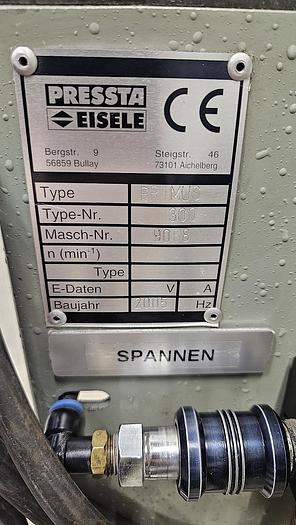 PRESSTA
EISELE
CE
Bergstr. 9 Steigstr. 46
56859 Bullay 73101 Aichelberg
Type PRIMUS
Type-Nr. 300
Masch-Nr.
n (min⁻¹)
Type
E-Daten V A
Baujahr 2005 Hz
SPANNEN